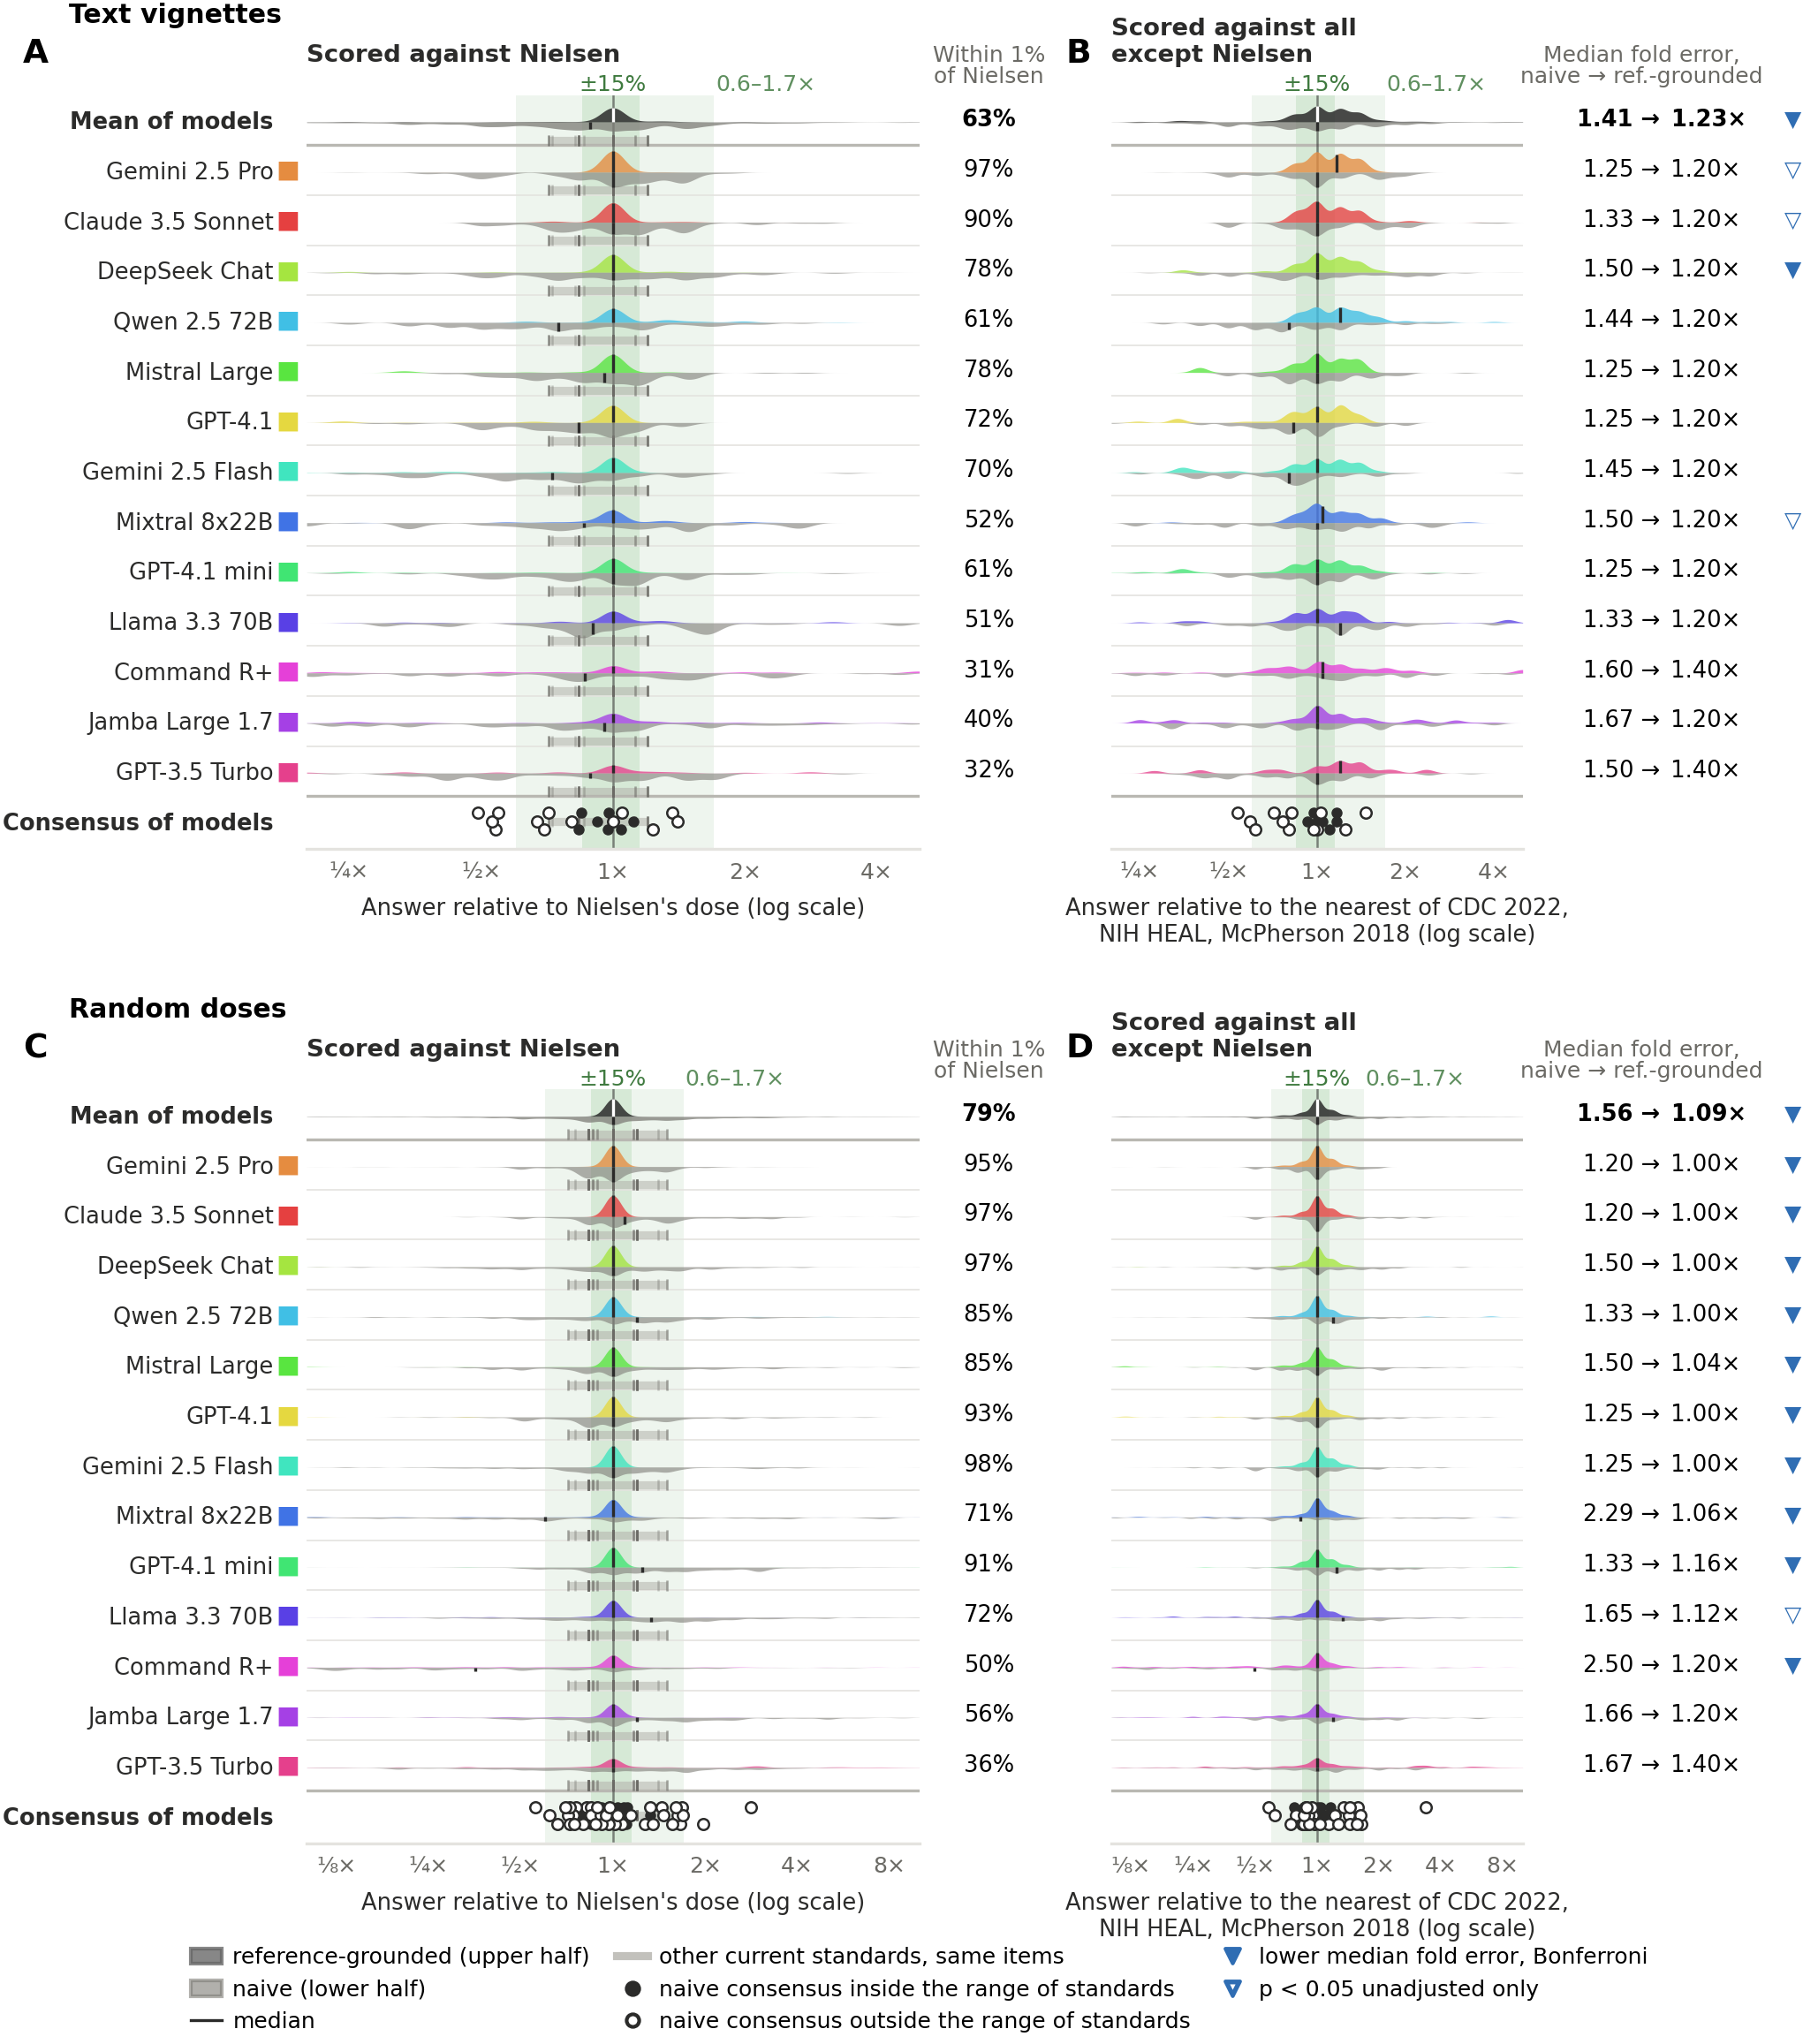 Text vignettes
A
Scored against Nielsen
Within 1%
of Nielsen
±15%
0.6–1.7×
B
Scored against all
except Nielsen
Median fold error,
naive → ref.-grounded
±15%
0.6–1.7×
Mean of models 63% 1.41 → 1.23× ▼
Gemini 2.5 Pro 97% 1.25 → 1.20× ▽
Claude 3.5 Sonnet 90% 1.33 → 1.20× ▽
DeepSeek Chat 78% 1.50 → 1.20× ▼
Qwen 2.5 72B 61% 1.44 → 1.20×
Mistral Large 78% 1.25 → 1.20×
GPT-4.1 72% 1.25 → 1.20×
Gemini 2.5 Flash 70% 1.45 → 1.20×
Mixtral 8x22B 52% 1.50 → 1.20× ▽
GPT-4.1 mini 61% 1.25 → 1.20×
Llama 3.3 70B 51% 1.33 → 1.20×
Command R+ 31% 1.60 → 1.40×
Jamba Large 1.7 40% 1.67 → 1.20×
GPT-3.5 Turbo 32% 1.50 → 1.40×
Consensus of models
¼× ½× 1× 2× 4×
Answer relative to Nielsen's dose (log scale)
¼× ½× 1× 2× 4×
Answer relative to the nearest of CDC 2022,
NIH HEAL, McPherson 2018 (log scale)
Random doses
C
Scored against Nielsen
Within 1%
of Nielsen
±15%
0.6–1.7×
D
Scored against all
except Nielsen
Median fold error,
naive → ref.-grounded
±15%
0.6–1.7×
Mean of models 79% 1.56 → 1.09× ▼
Gemini 2.5 Pro 95% 1.20 → 1.00× ▼
Claude 3.5 Sonnet 97% 1.20 → 1.00× ▼
DeepSeek Chat 97% 1.50 → 1.00× ▼
Qwen 2.5 72B 85% 1.33 → 1.00× ▼
Mistral Large 85% 1.50 → 1.04× ▼
GPT-4.1 93% 1.25 → 1.00× ▼
Gemini 2.5 Flash 98% 1.25 → 1.00× ▼
Mixtral 8x22B 71% 2.29 → 1.06× ▼
GPT-4.1 mini 91% 1.33 → 1.16× ▼
Llama 3.3 70B 72% 1.65 → 1.12× ▽
Command R+ 50% 2.50 → 1.20× ▼
Jamba Large 1.7 56% 1.66 → 1.20×
GPT-3.5 Turbo 36% 1.67 → 1.40×
Consensus of models
⅛× ¼× ½× 1× 2× 4× 8×
Answer relative to Nielsen's dose (log scale)
⅛× ¼× ½× 1× 2× 4× 8×
Answer relative to the nearest of CDC 2022,
NIH HEAL, McPherson 2018 (log scale)
reference-grounded (upper half)
naive (lower half)
median
other current standards, same items
naive consensus inside the range of standards
naive consensus outside the range of standards
lower median fold error, Bonferroni
p < 0.05 unadjusted only